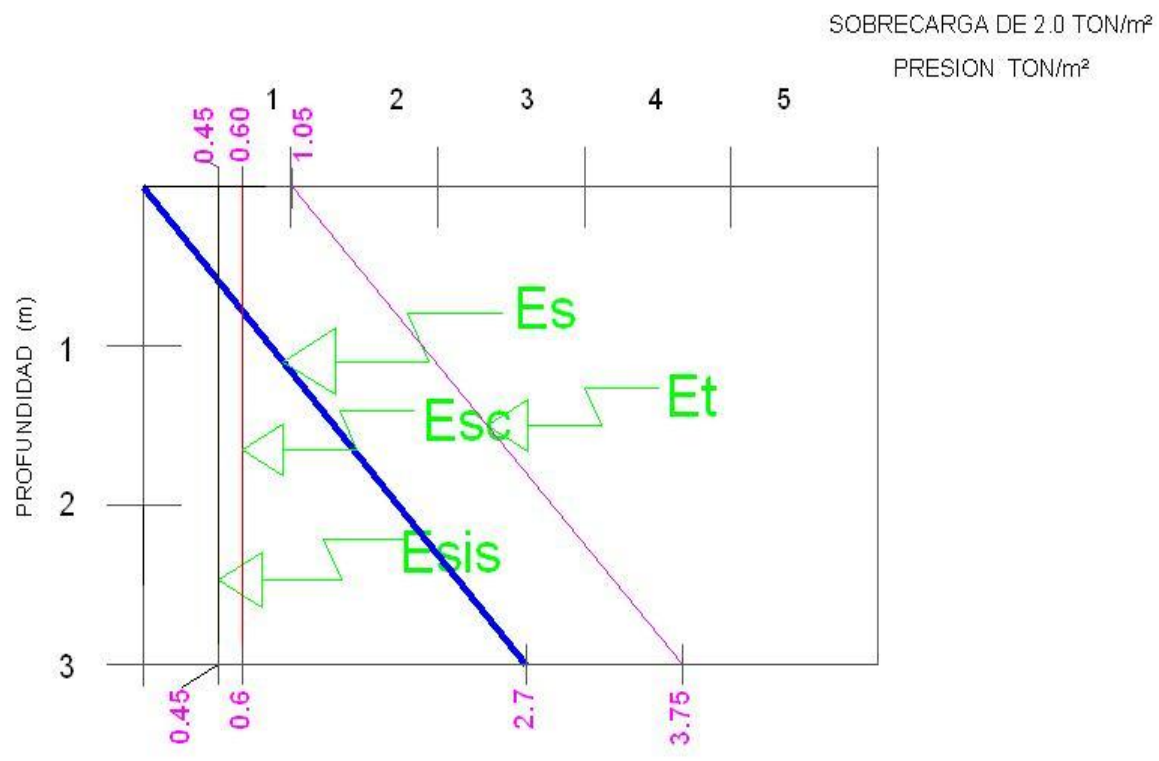 SOBRECARGA DE 2.0 TON/m²
PRESION TON/m²
1 2 3 4 5
0.45 0.60 1.05
Es
1
Et
Esc
PROFUNDIDAD (m)
2
Esis
3
0.45 0.6 2.7 3.75